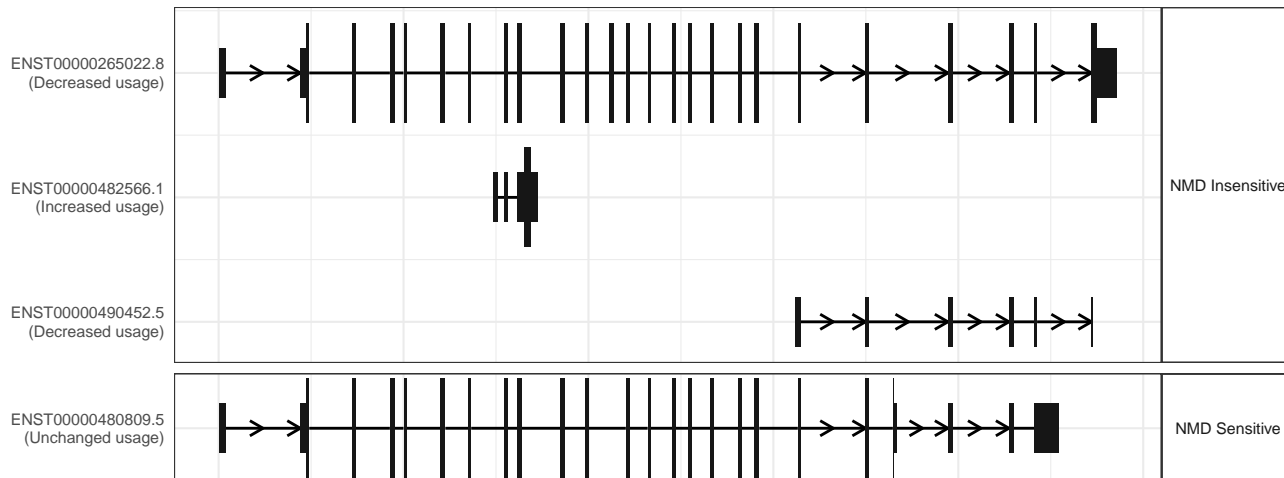 ENST00000265022.8
(Decreased usage)
ENST00000482566.1
(Increased usage)
NMD Insensitive
ENST00000490452.5
(Decreased usage)
ENST00000480809.5
(Unchanged usage)
NMD Sensitive